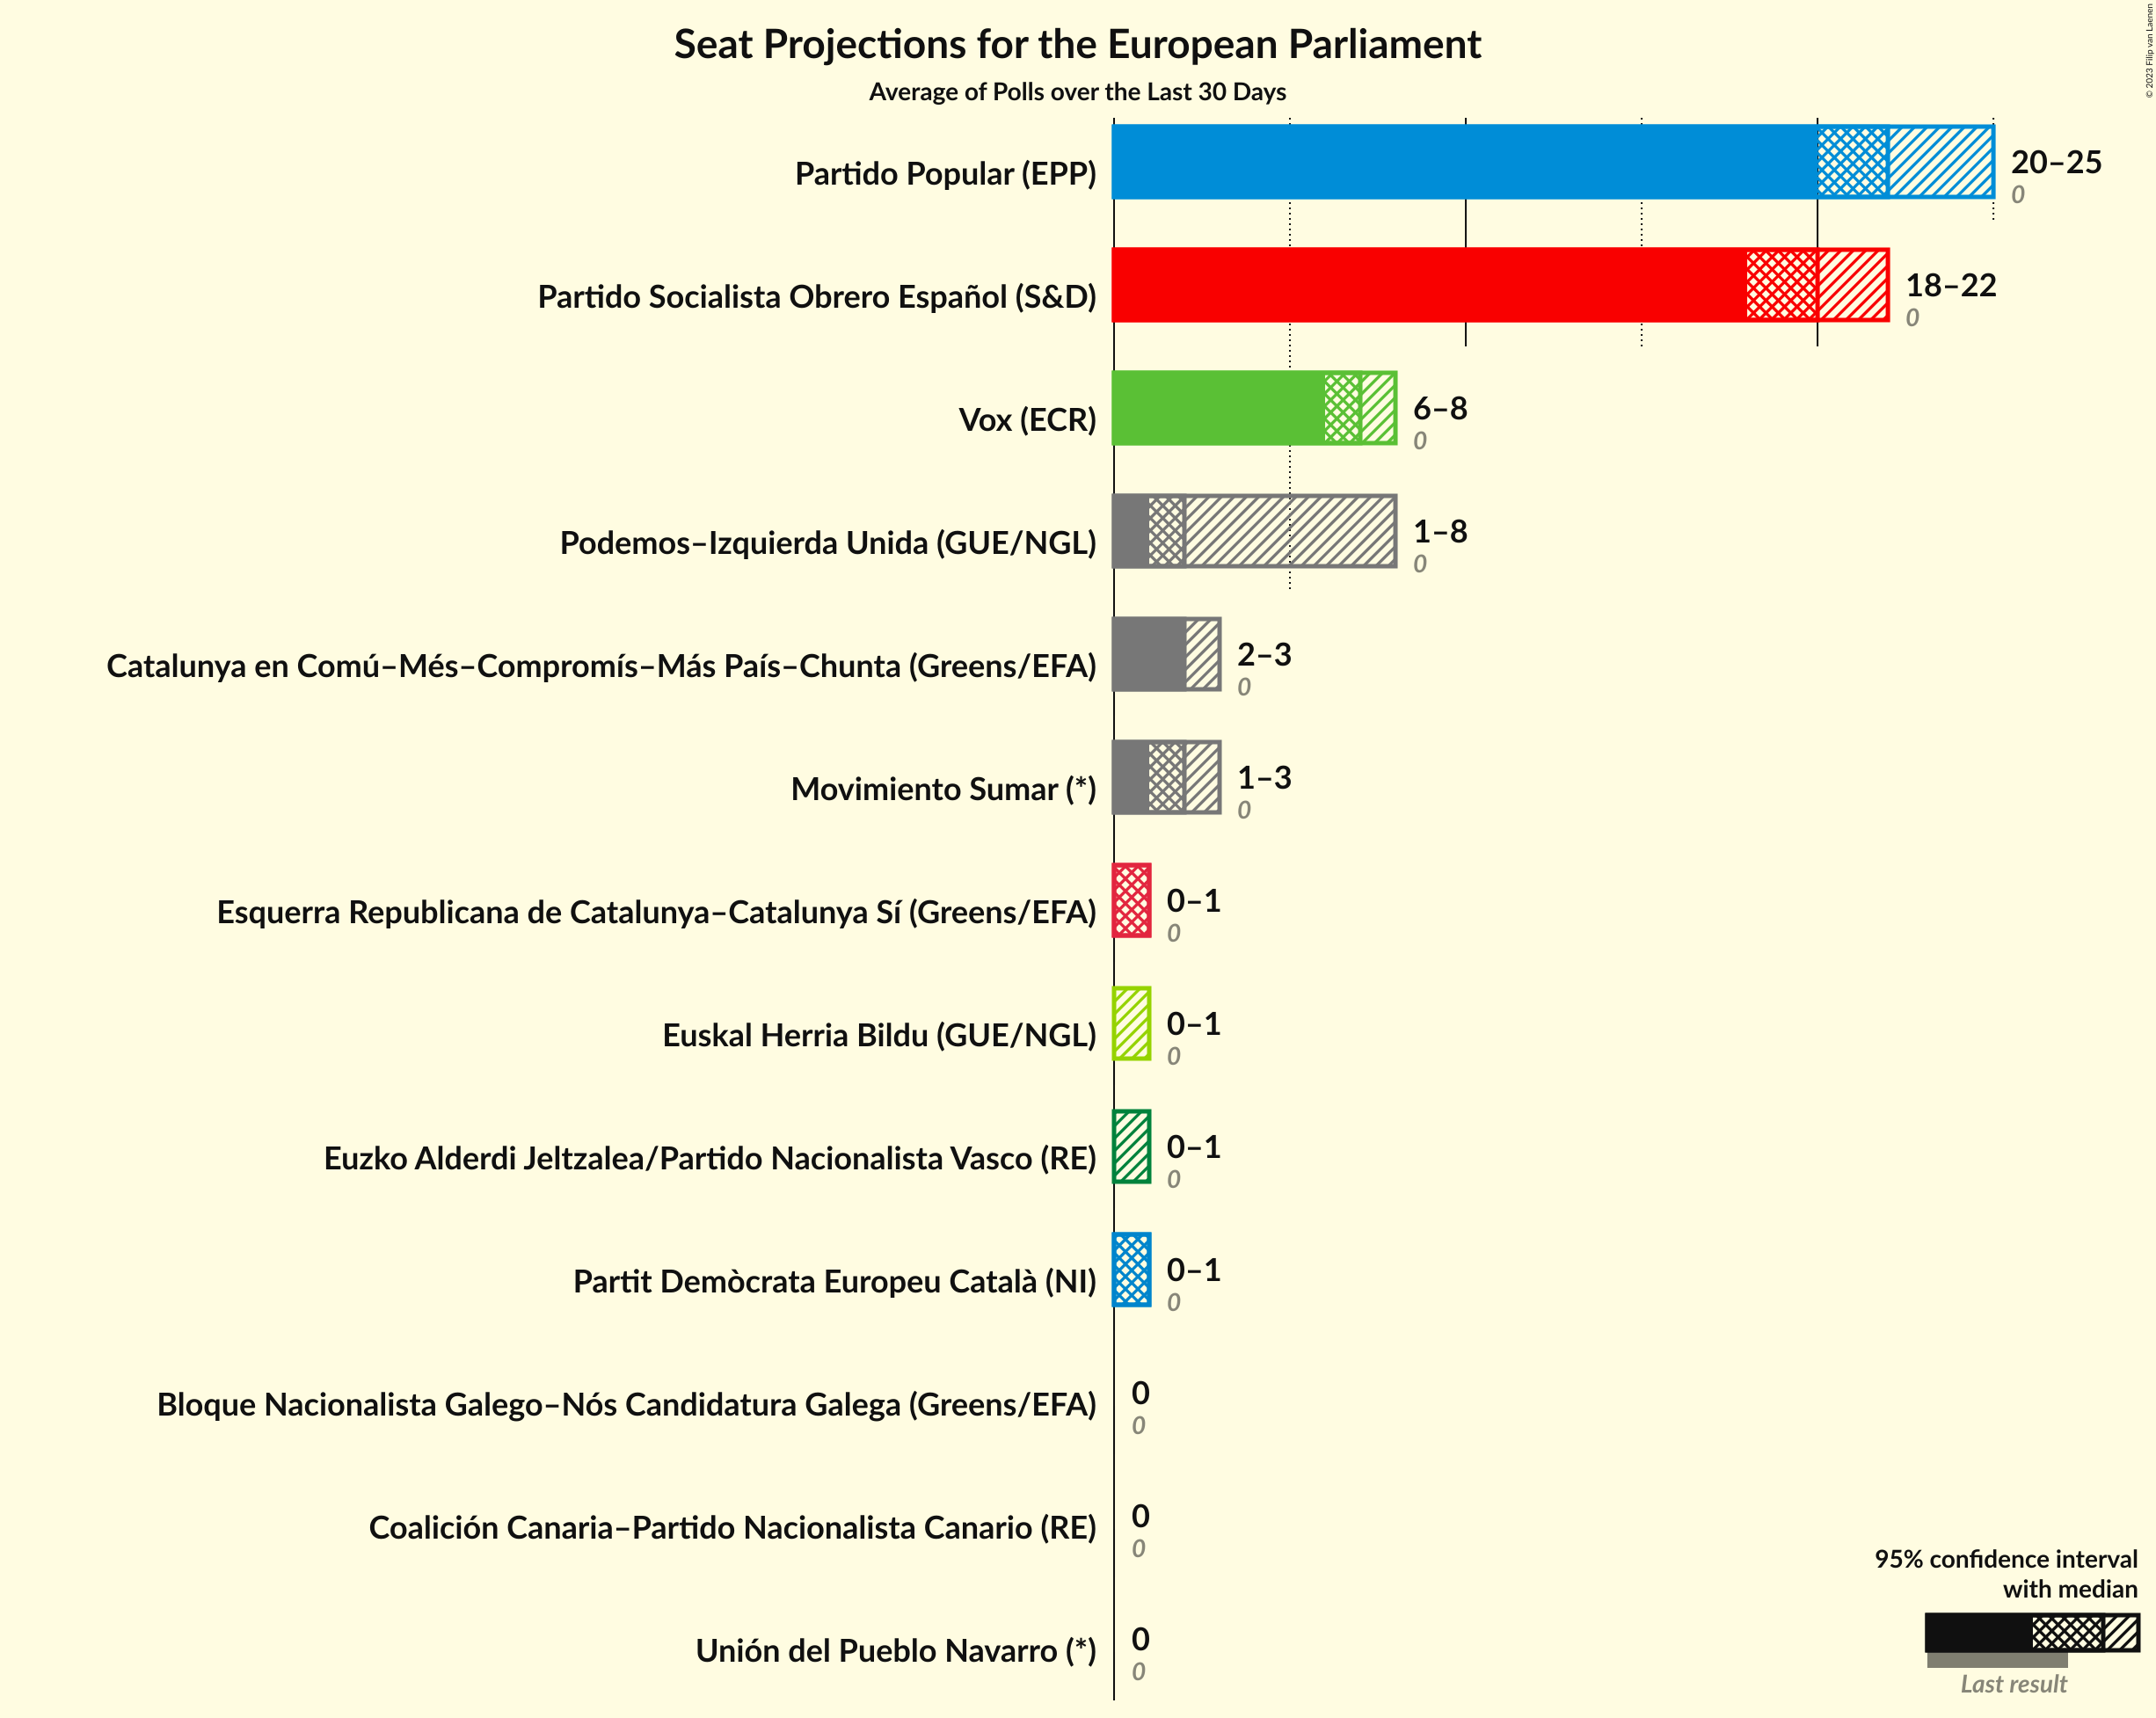 Seat Projections for the European Parliament
Average of Polls over the Last 30 Days
© 2023 Filip van Laenen
Partido Popular (EPP)
20–25
0
Partido Socialista Obrero Español (S&D)
18–22
0
Vox (ECR)
6–8
0
Podemos–Izquierda Unida (GUE/NGL)
1–8
0
Catalunya en Comú–Més–Compromís–Más País–Chunta (Greens/EFA)
2–3
0
Movimiento Sumar (*)
1–3
0
Esquerra Republicana de Catalunya–Catalunya Sí (Greens/EFA)
0–1
0
Euskal Herria Bildu (GUE/NGL)
0–1
0
Euzko Alderdi Jeltzalea/Partido Nacionalista Vasco (RE)
0–1
0
Partit Demòcrata Europeu Català (NI)
0–1
0
Bloque Nacionalista Galego–Nós Candidatura Galega (Greens/EFA)
0
0
Coalición Canaria–Partido Nacionalista Canario (RE)
0
0
Unión del Pueblo Navarro (*)
0
0
95% confidence interval
with median
Last result